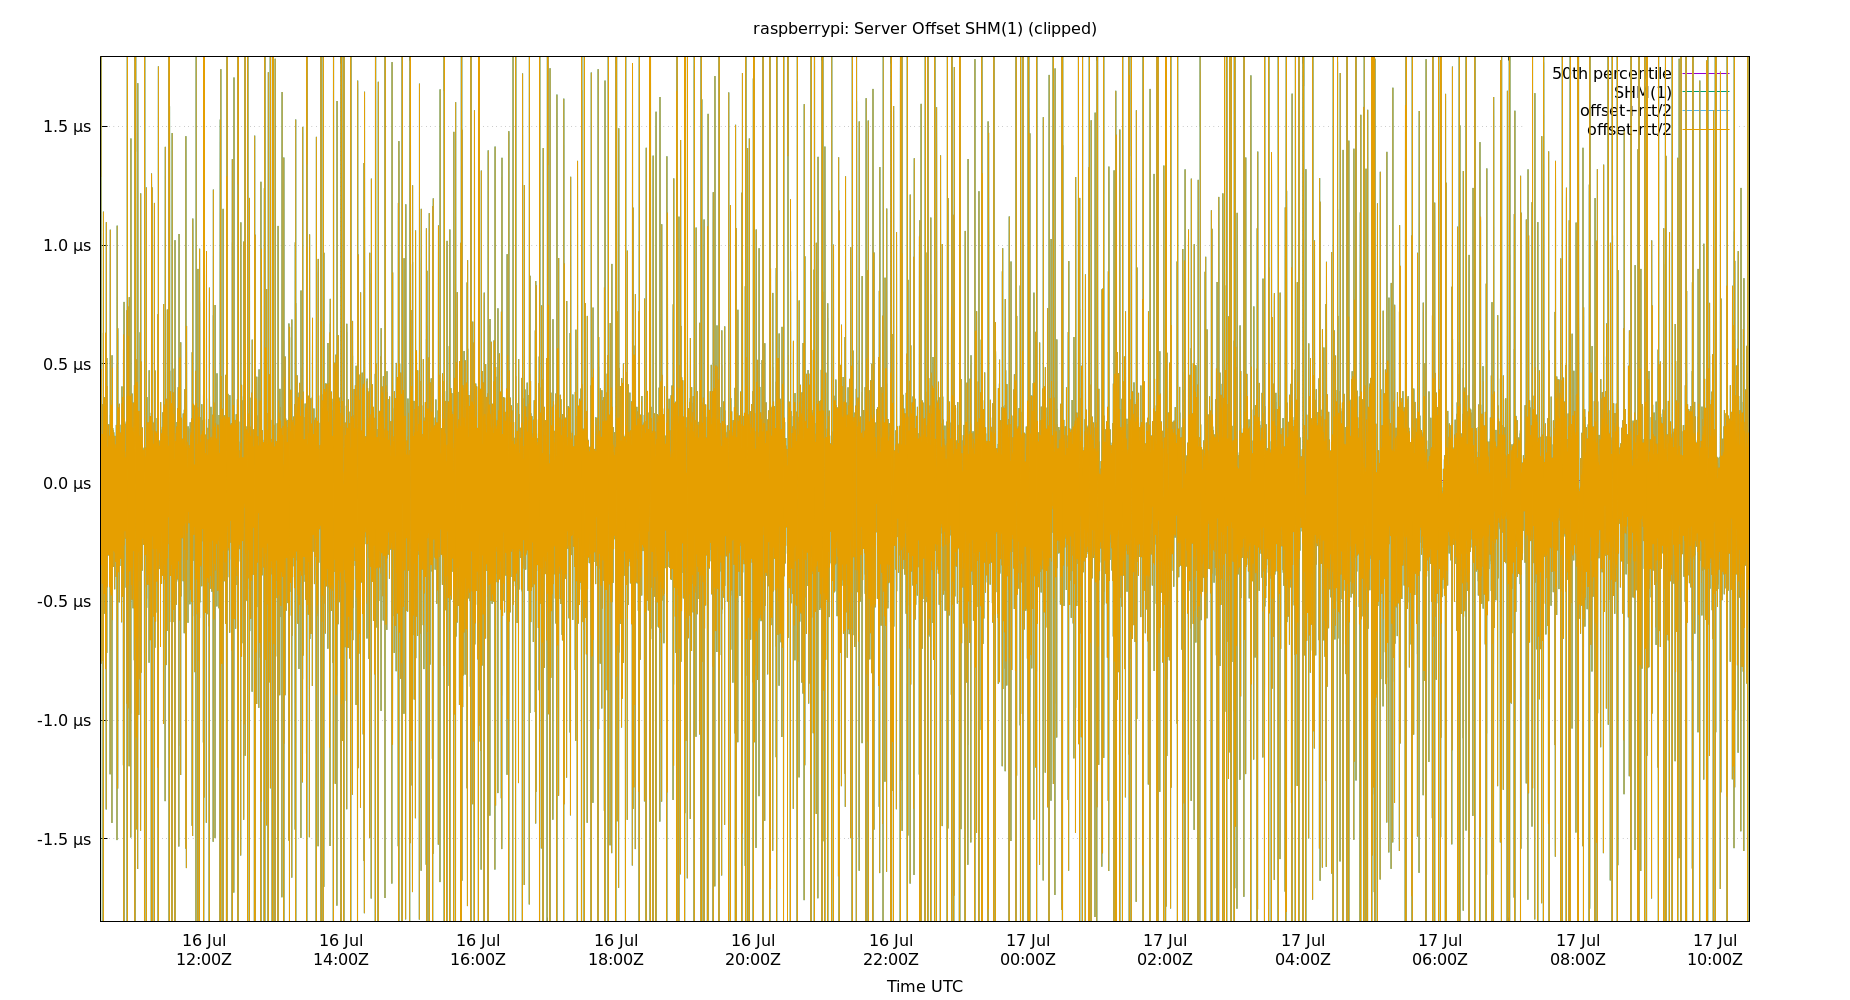 raspberrypi: Server Offset SHM(1) (clipped)
50th percentile
SHM(1)
offset+rtt/2
offset-rtt/2
1.5 µs
1.0 µs
0.5 µs
0.0 µs
-0.5 µs
-1.0 µs
-1.5 µs
16 Jul 16 Jul 16 Jul 16 Jul 16 Jul 16 Jul 17 Jul 17 Jul 17 Jul 17 Jul 17 Jul 17 Jul
12:00Z 14:00Z 16:00Z 18:00Z 20:00Z 22:00Z 00:00Z 02:00Z 04:00Z 06:00Z 08:00Z 10:00Z
Time UTC